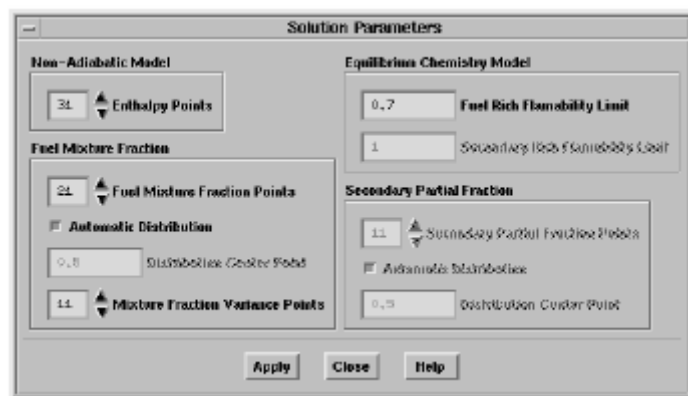 Solution Parameters
Non-Adiabatic Model
31 Enthalpy Points
Fuel Mixture Fraction
21 Fuel Mixture Fraction Points
Automatic Distribution
0.5 Distribution Center Point
11 Mixture Fraction Variance Points
Equilibrium Chemistry Model
0.7 Fuel Rich Flamability Limit
1 Secondary Rich Flamability Limit
Secondary Partial Fraction
11 Secondary Partial Fraction Points
Automatic Distribution
0.5 Distribution Center Point
Apply Close Help